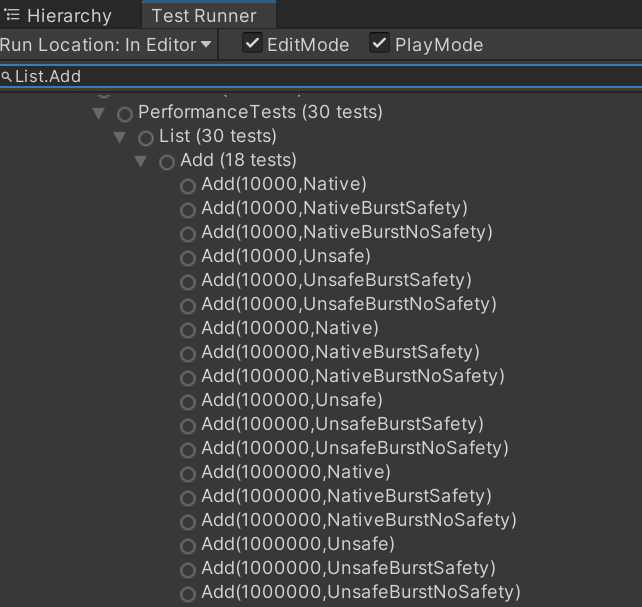 Hierarchy Test Runner
Run Location: In Editor EditMode PlayMode
List.Add
PerformanceTests (30 tests)
List (30 tests)
Add (18 tests)
Add(10000,Native)
Add(10000,NativeBurstSafety)
Add(10000,NativeBurstNoSafety)
Add(10000,Unsafe)
Add(10000,UnsafeBurstSafety)
Add(10000,UnsafeBurstNoSafety)
Add(100000,Native)
Add(100000,NativeBurstSafety)
Add(100000,NativeBurstNoSafety)
Add(100000,Unsafe)
Add(100000,UnsafeBurstSafety)
Add(100000,UnsafeBurstNoSafety)
Add(1000000,Native)
Add(1000000,NativeBurstSafety)
Add(1000000,NativeBurstNoSafety)
Add(1000000,Unsafe)
Add(1000000,UnsafeBurstSafety)
Add(1000000,UnsafeBurstNoSafety)